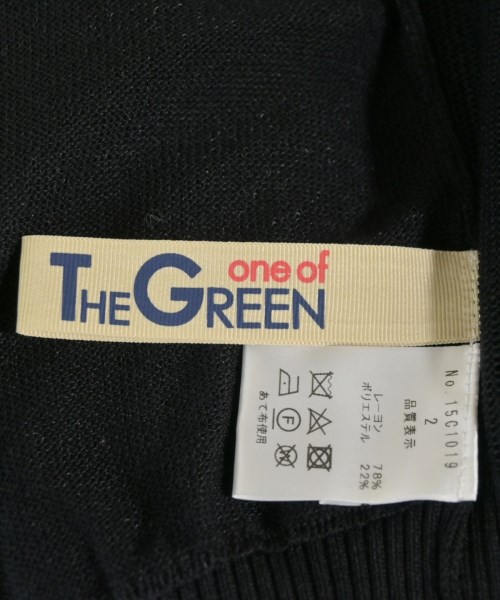 one of
THE GREEN
No.15C1019
2
品質表示
レーヨン 78%
ポリエステル 22%
あて布使用